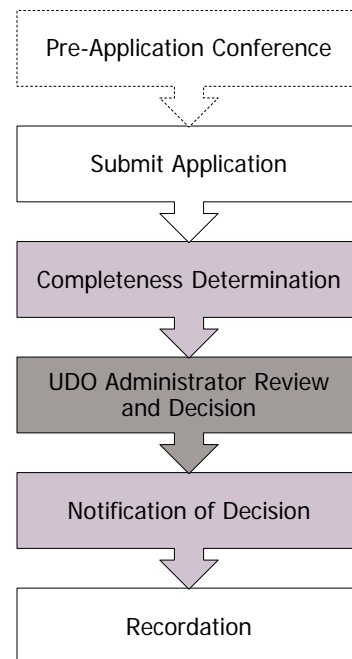 Pre-Application Conference
Submit Application
Completeness Determination
UDO Administrator Review
and Decision
Notification of Decision
Recordation